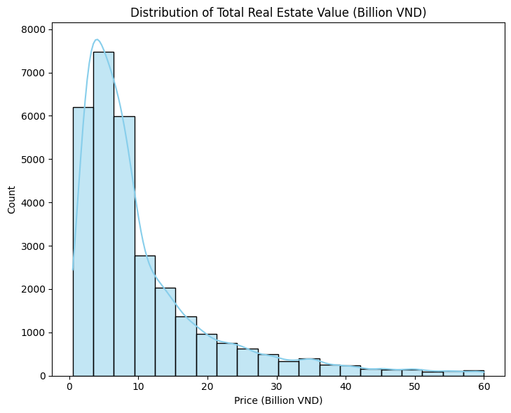 Distribution of Total Real Estate Value (Billion VND)
8000
7000
6000
5000
4000
3000
2000
1000
0
Count
0 10 20 30 40 50 60
Price (Billion VND)